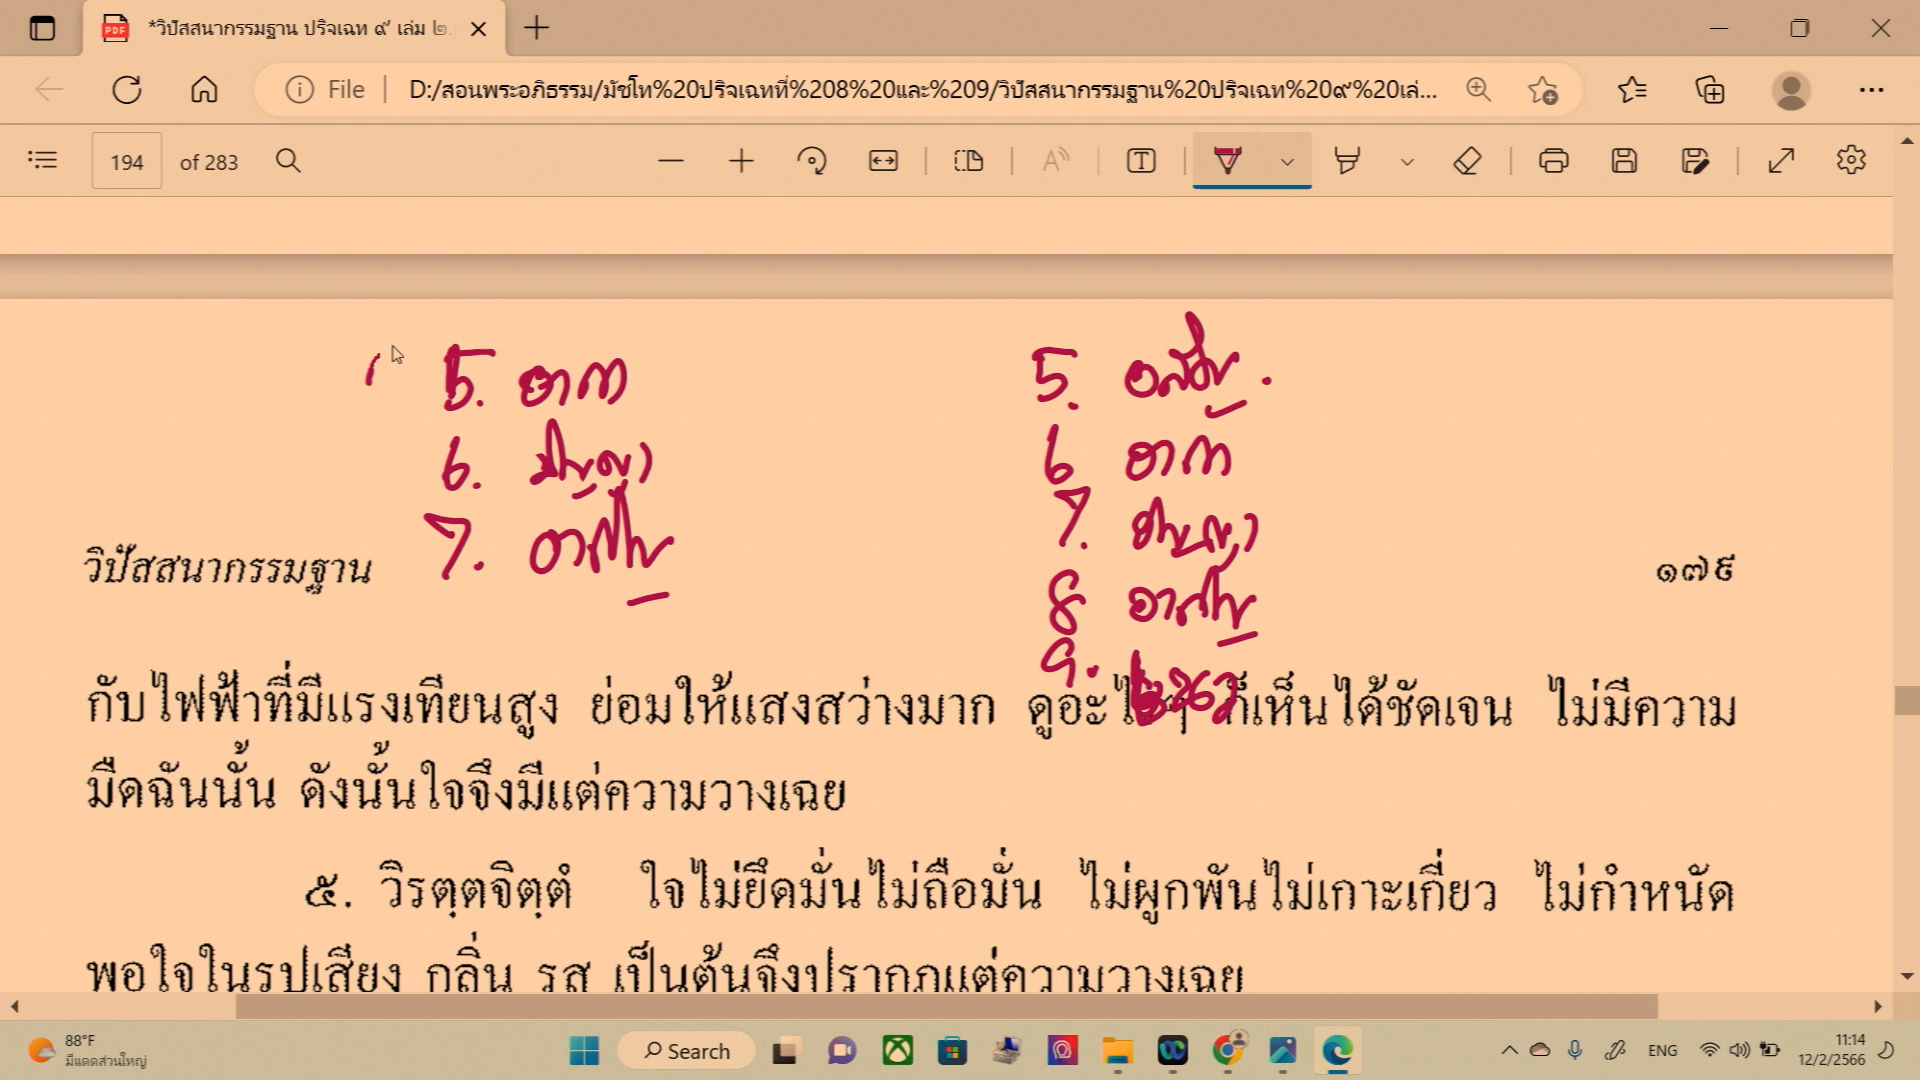 *วิปัสสนากรรมฐาน ปริจเฉท ๙ เล่ม ๒
File D:/สอนพระอภิธรรม/มัชโท%20ปริจเฉทที่%208%20และ%209/วิปัสสนากรรมฐาน%20ปริจเฉท%20๙%20เล่...
194 of 283
5. อากา
6.
7.
5.
6 อากา
7.
8
9.
วิปัสสนากรรมฐาน ๑๗๙
กับไฟฟ้าที่มีแรงเทียนสูง ย่อมให้แสงสว่างมาก ดูอะไรๆ ก็เห็นได้ชัดเจน ไม่มีความ
มืดฉันนั้น ดังนั้นใจจึงมีแต่ความวางเฉย
๕. วิรตฺตจิตฺตํ ใจไม่ยึดมั่นไม่ถือมั่น ไม่ผูกพันไม่เกาะเกี่ยว ไม่กำหนัด
พอใจในรูปเสียง กลิ่น รส เป็นต้นจึงปรากฏแต่ความวางเฉย
88°F
มีแดดส่วนใหญ่
Search
ENG
11:14
12/2/2566